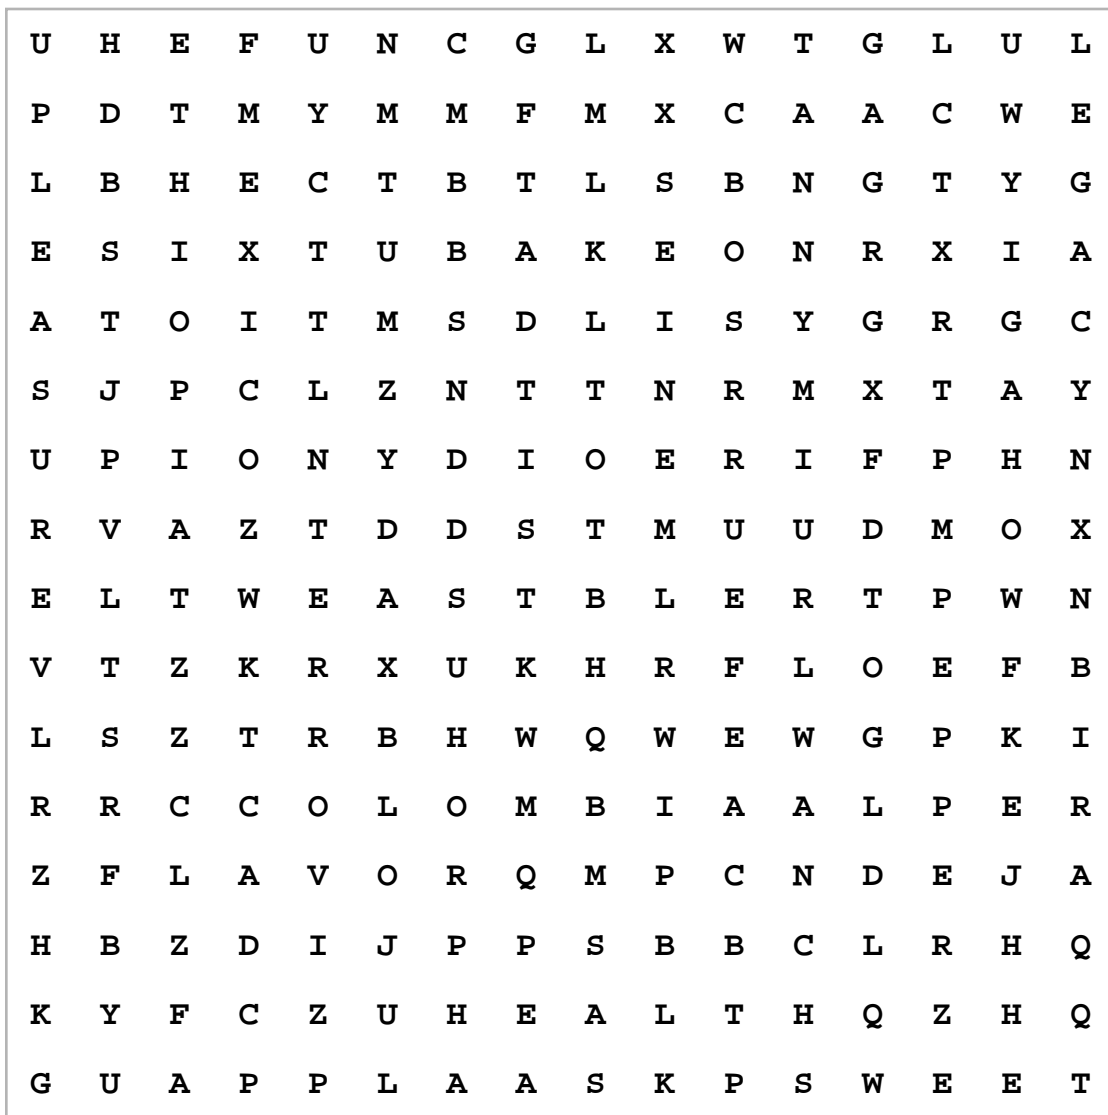 U H E F U N C G L X W T G L U L
P D T M Y M M F M X C A A C W E
L B H E C T B T L S B N G T Y G
E S I X T U B A K E O N R X I A
A T O I T M S D L I S Y G R G C
S J P C L Z N T T N R M X T A Y
U P I O N Y D I O E R I F P H N
R V A Z T D D S T M U U D M O X
E L T W E A S T B L E R T P W N
V T Z K R X U K H R F L O E F B
L S Z T R B H W Q W E W G P K I
R R C C O L O M B I A A L P E R
Z F L A V O R Q M P C N D E J A
H B Z D I J P P S B B C L R H Q
K Y F C Z U H E A L T H Q Z H Q
G U A P P L A A S K P S W E E T